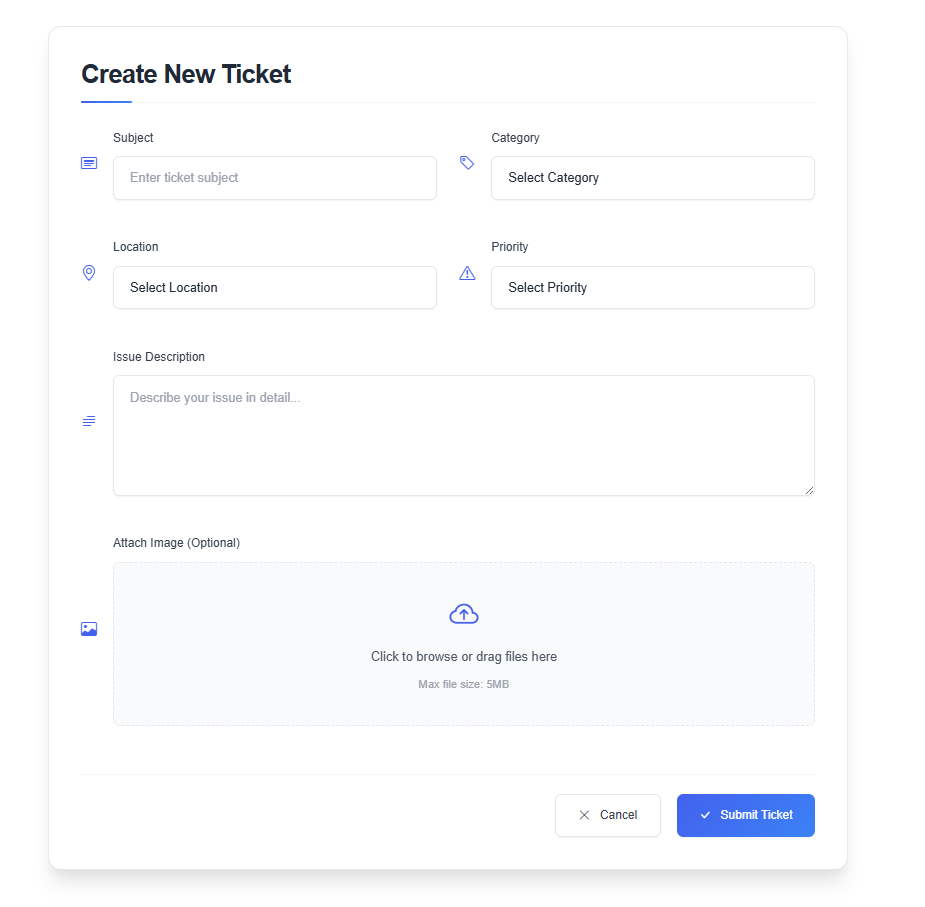 Create New Ticket
Subject
Category
Enter ticket subject
Select Category
Location
Priority
Select Location
Select Priority
Issue Description
Describe your issue in detail...
Attach Image (Optional)
Click to browse or drag files here
Max file size: 5MB
Cancel
Submit Ticket